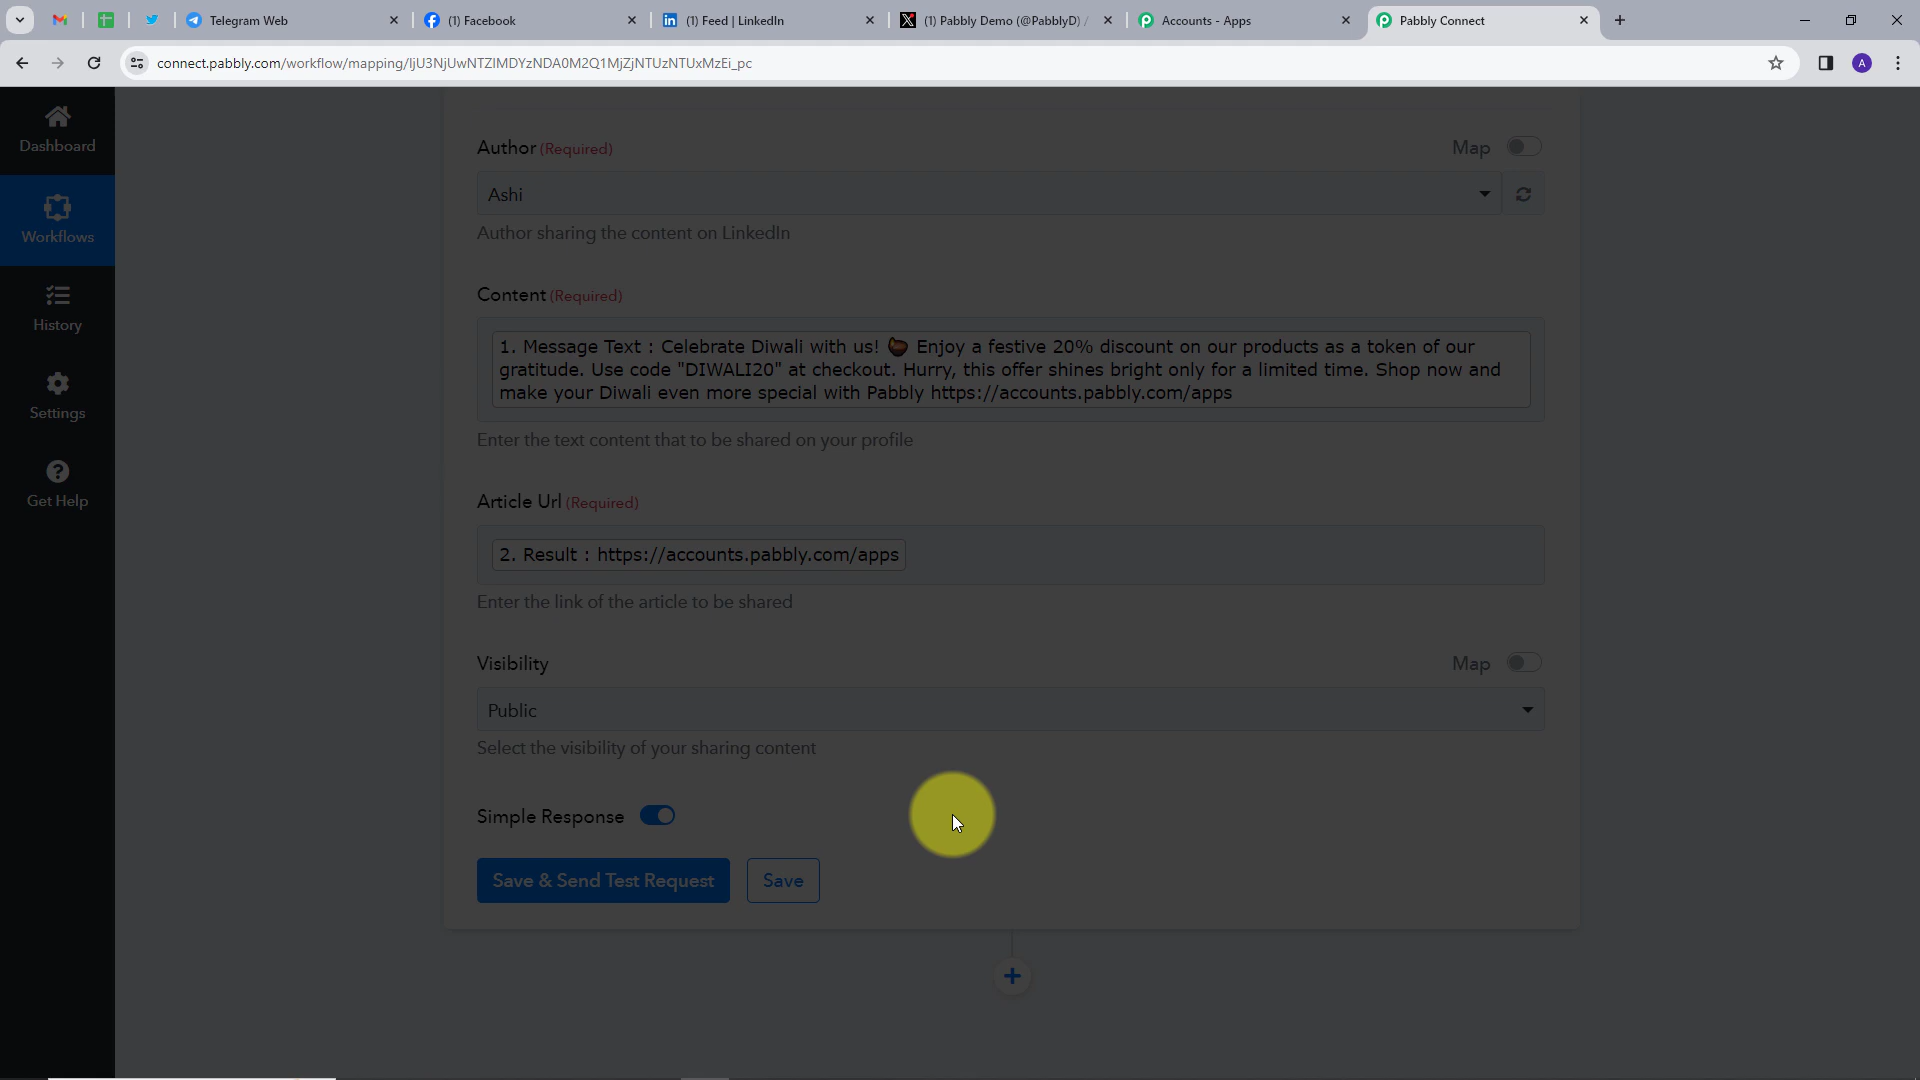 Telegram Web
(1) Facebook
(1) Feed | LinkedIn
(1) Pabbly Demo (@PabblyD) /
Accounts - Apps
Pabbly Connect
connect.pabbly.com/workflow/mapping/IjU3NjUwNTZlMDYzNDA0M2Q1MjZjNTUzNTUxMzEi_pc
A
Dashboard
Workflows
History
Settings
Get Help
Author (Required)
Map
Ashi
Author sharing the content on LinkedIn
Content (Required)
1. Message Text : Celebrate Diwali with us! 🪔 Enjoy a festive 20% discount on our products as a token of our
gratitude. Use code "DIWALI20" at checkout. Hurry, this offer shines bright only for a limited time. Shop now and
make your Diwali even more special with Pabbly https://accounts.pabbly.com/apps
Enter the text content that to be shared on your profile
Article Url (Required)
2. Result : https://accounts.pabbly.com/apps
Enter the link of the article to be shared
Visibility
Map
Public
Select the visibility of your sharing content
Simple Response
Save & Send Test Request
Save